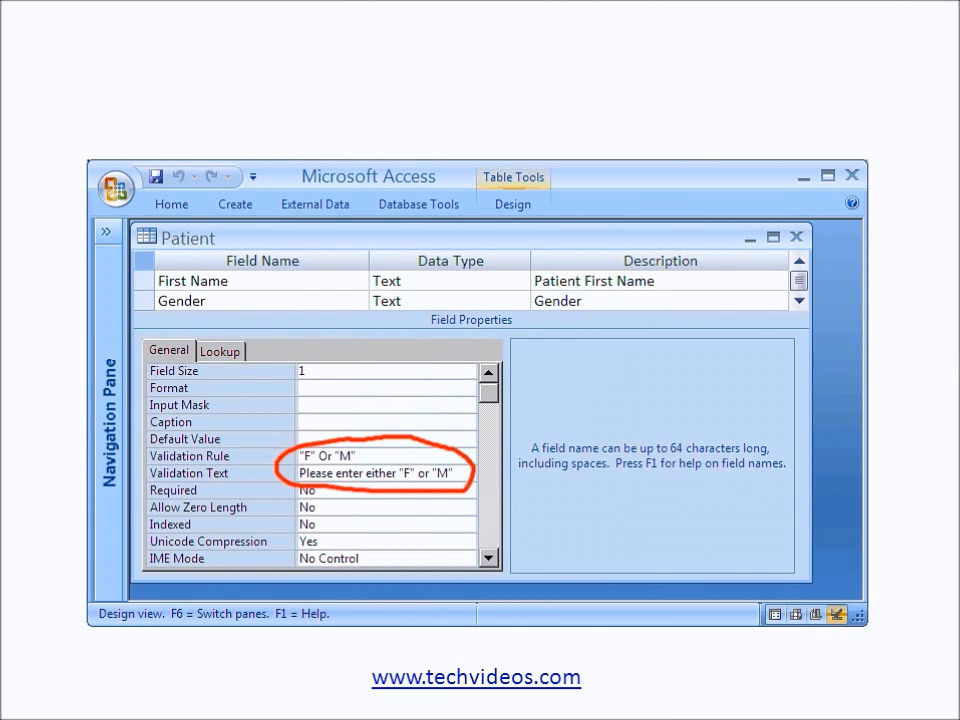 Microsoft Access
Table Tools
Home Create External Data Database Tools Design
Patient
Field Name Data Type Description
First Name Text Patient First Name
Gender Text Gender
Field Properties
General Lookup
Field Size 1
Format
Input Mask
Caption
Default Value
Validation Rule "F" Or "M"
Validation Text Please enter either "F" or "M"
Required No
Allow Zero Length No
Indexed No
Unicode Compression Yes
IME Mode No Control
A field name can be up to 64 characters long,
including spaces. Press F1 for help on field names.
Navigation Pane
Design view. F6 = Switch panes. F1 = Help.
www.techvideos.com